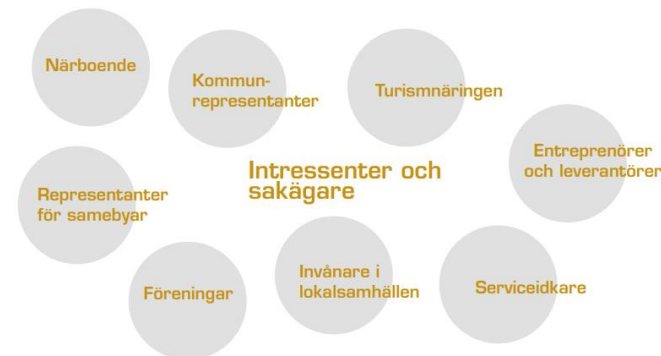 Närboende
Kommun-
representanter
Turismnäringen
Entreprenörer
och leverantörer
Intressenter och
sakägare
Representanter
för samebyar
Föreningar
Invånare i
lokalsamhällen
Serviceidkare